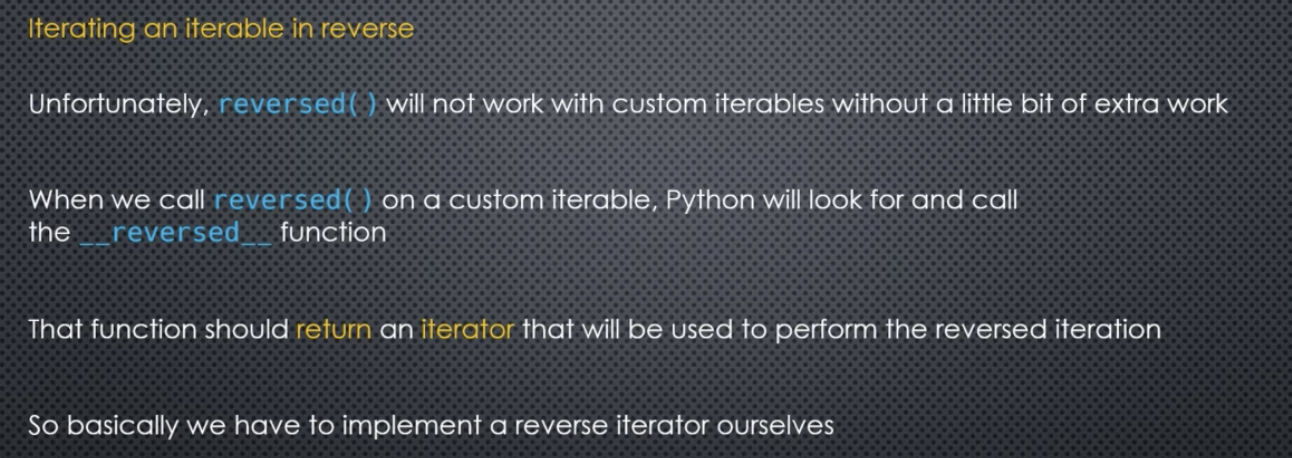 Iterating an iterable in reverse
Unfortunately, reversed() will not work with custom iterables without a little bit of extra work
When we call reversed() on a custom iterable, Python will look for and call
the __reversed__ function
That function should return an iterator that will be used to perform the reversed iteration
So basically we have to implement a reverse iterator ourselves